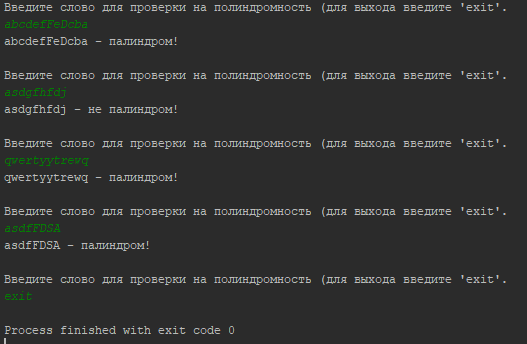 Введите слово для проверки на полиндромность (для выхода введите 'exit'.
abcdefFeDcba
abcdefFeDcba – палиндром!
Введите слово для проверки на полиндромность (для выхода введите 'exit'.
asdgfhfdj
asdgfhfdj – не палиндром!
Введите слово для проверки на полиндромность (для выхода введите 'exit'.
qwertyytrewq
qwertyytrewq – палиндром!
Введите слово для проверки на полиндромность (для выхода введите 'exit'.
asdfFDSA
asdfFDSA – палиндром!
Введите слово для проверки на полиндромность (для выхода введите 'exit'.
exit
Process finished with exit code 0